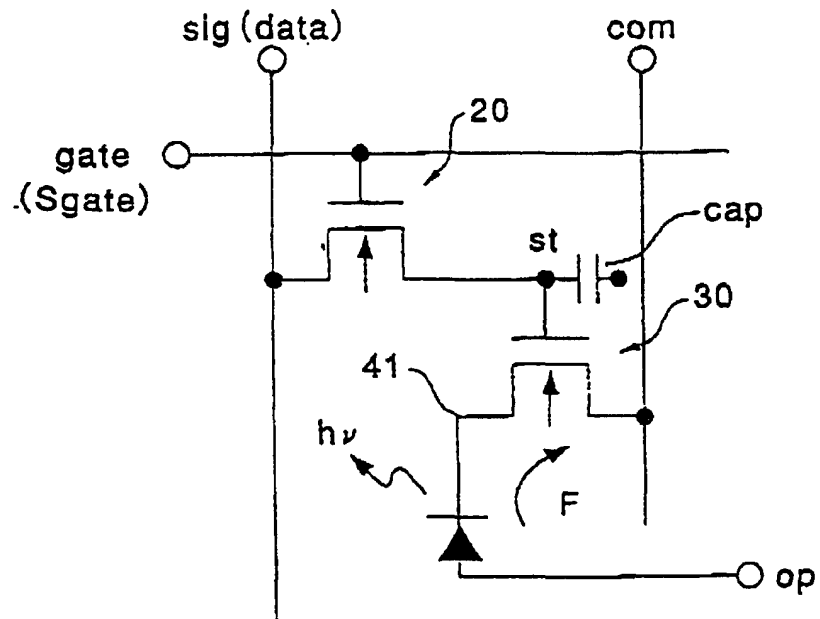 sig (data)
com
20
gate
(Sgate)
cap
st
30
41
hν
F
op